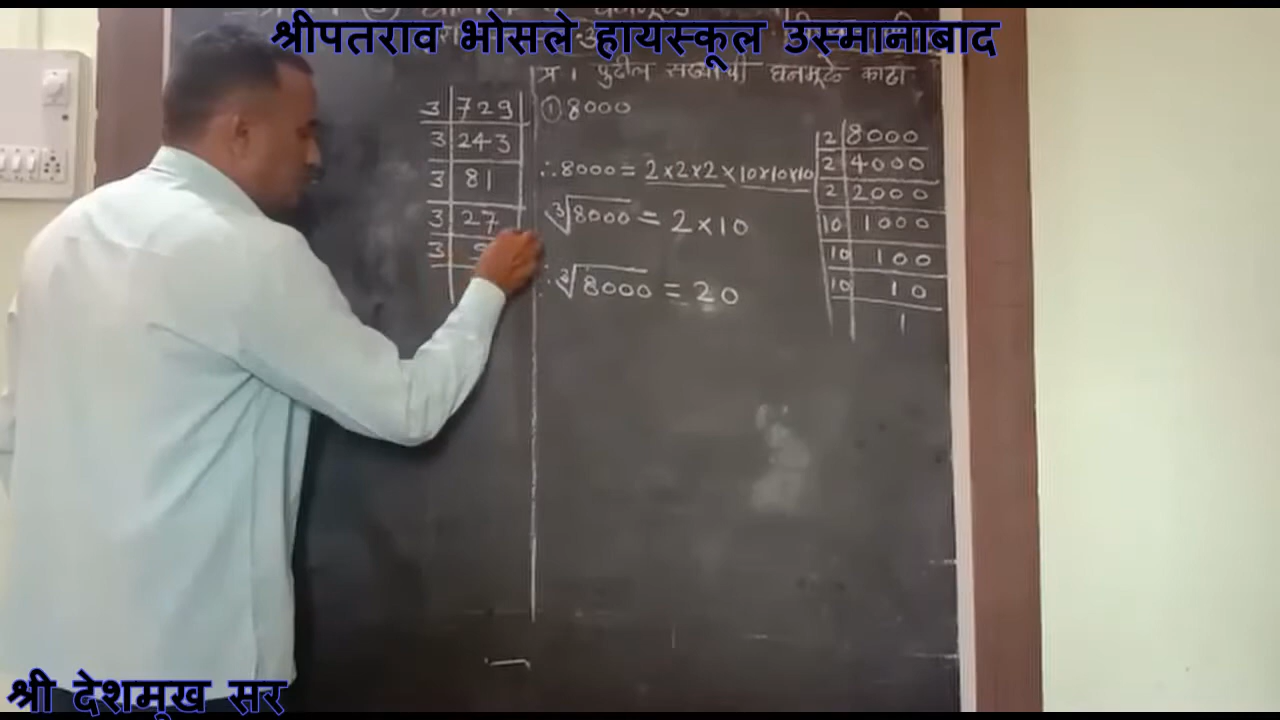 श्रीपतराव भोसले हायस्कूल उस्मानाबाद
प्र । पुढील संख्यांची घनमूळे काढा
3 | 729
3 | 243
3 | 81
3 | 27
3 | 9
① 8000
∴ 8000 = 2×2×2×10×10×10
∛8000 = 2×10
∴ ∛8000 = 20
2 | 8000
2 | 4000
2 | 2000
10 | 1000
10 | 100
10 | 10
1
श्री देशमुख सर